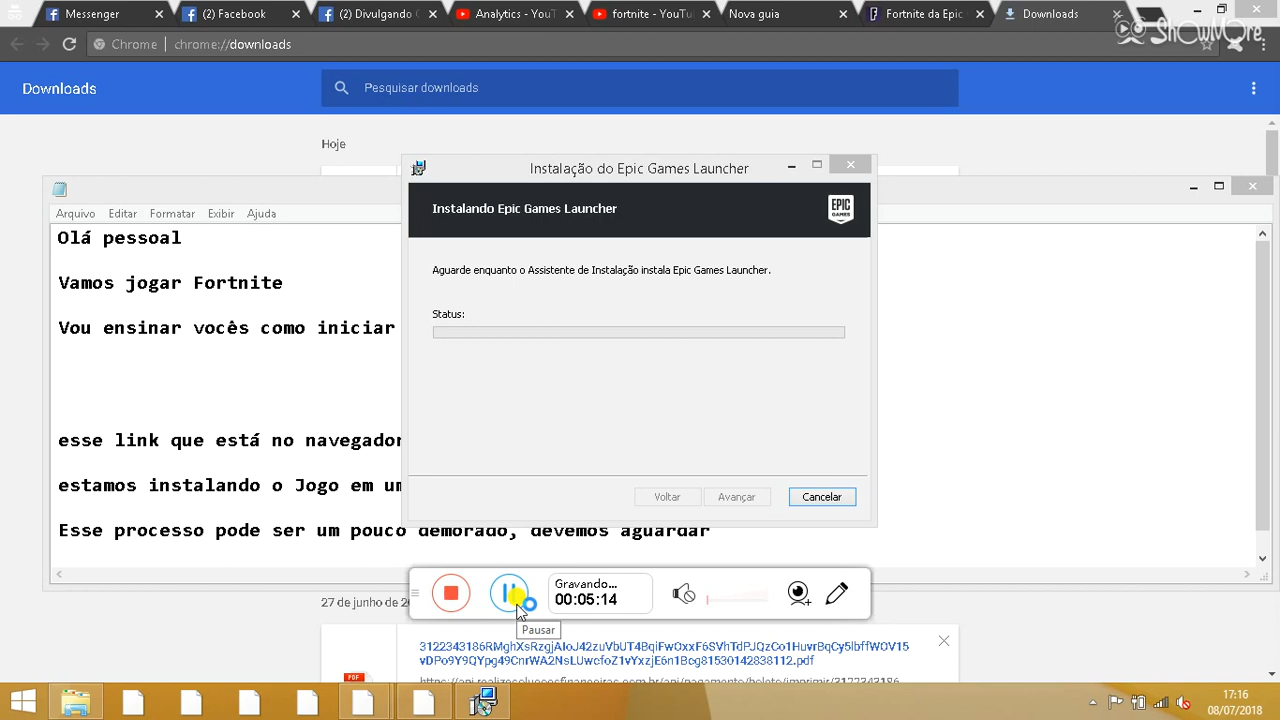 Messenger
(2) Facebook
(2) Divulgando
Analytics - YouT
fortnite - YouTu
Nova guia
Fortnite da Epic
Downloads
ShowMore
Chrome
chrome://downloads
Downloads
Pesquisar downloads
Hoje
Instalação do Epic Games Launcher
Arquivo Editar Formatar Exibir Ajuda
Instalando Epic Games Launcher
EPIC GAMES
Olá pessoal
Aguarde enquanto o Assistente de Instalação instala Epic Games Launcher.
Vamos jogar Fortnite
Status:
Vou ensinar vocês como iniciar
esse link que está no navegador
estamos instalando o Jogo em um
Voltar
Avançar
Cancelar
Esse processo pode ser um pouco demorado, devemos aguardar
Gravando...
00:05:14
27 de junho de
Pausar
PDF
17:16
08/07/2018